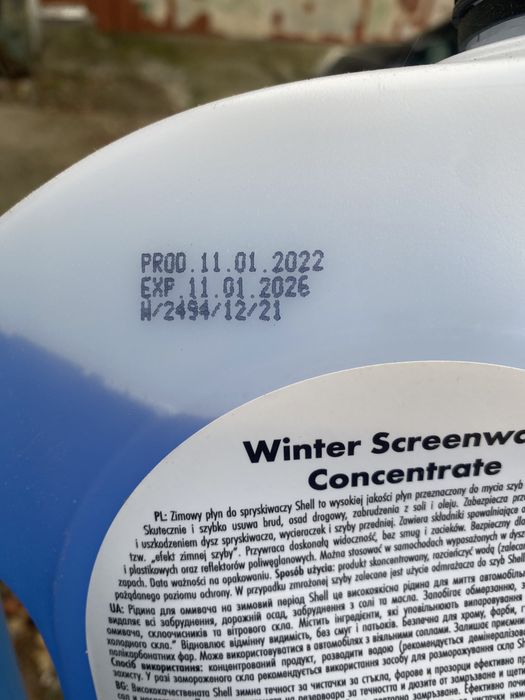 PROD.11.01.2022
EXP.11.01.2026
W/2494/12/21
Winter Screenwa
Concentrate
PL: Zimowy płyn do spryskiwaczy Shell to wysokiej jakości płyn przeznaczony do mycia szyb
Skutecznie i szybko usuwa brud, osad drogowy, zabrudzenia z soli i oleju. Zabezpiecza prze
i uszkodzeniem dysz spryskiwacza, wycieraczek i szyby przedniej. Zawiera składniki spowalniające
tzw. „efekt zimnej szyby”. Przywraca doskonałą widoczność, bez smug i zacieków. Bezpieczny dla
i plastikowych oraz reflektorów poliwęglanowych. Można stosować w samochodach wyposażonych w dysz
zapach. Data ważności na opakowaniu. Sposób użycia: produkt skoncentrowany, rozcieńczyć wodą (zalecan
pożądanego poziomu ochrony. W przypadku zmrożonej szyby zalecane jest użycie odmrażacza do szyb Shell
UA: Рідина для омивача на зимовий період Shell це високоякісна рідина для миття автомобільн
видаляє всі забруднення, дорожній осад, забруднення з солі та масла. Запобігає обмерзанню, з
омивача, склоочисників та вітрового скла. Містить інгредієнти, які уповільнюють випаровування
холодного скла." Відновлює відмінну видимість, без смуг і патьоків. Безпечна для хрому, фарби,
полікарбонатних фар. Може використовуватися в автомобілях з віяльними соплами. Залишає приємни
Спосіб використання: концентрований продукт, розводити водою (рекомендується демінералізов
захисту. У разі замороженого скла рекомендується використання засобу для розморожування скла S
BG: Висококачествената Shell зимна течност за чистачки за стъкла, фарове и прозорци ефективно п